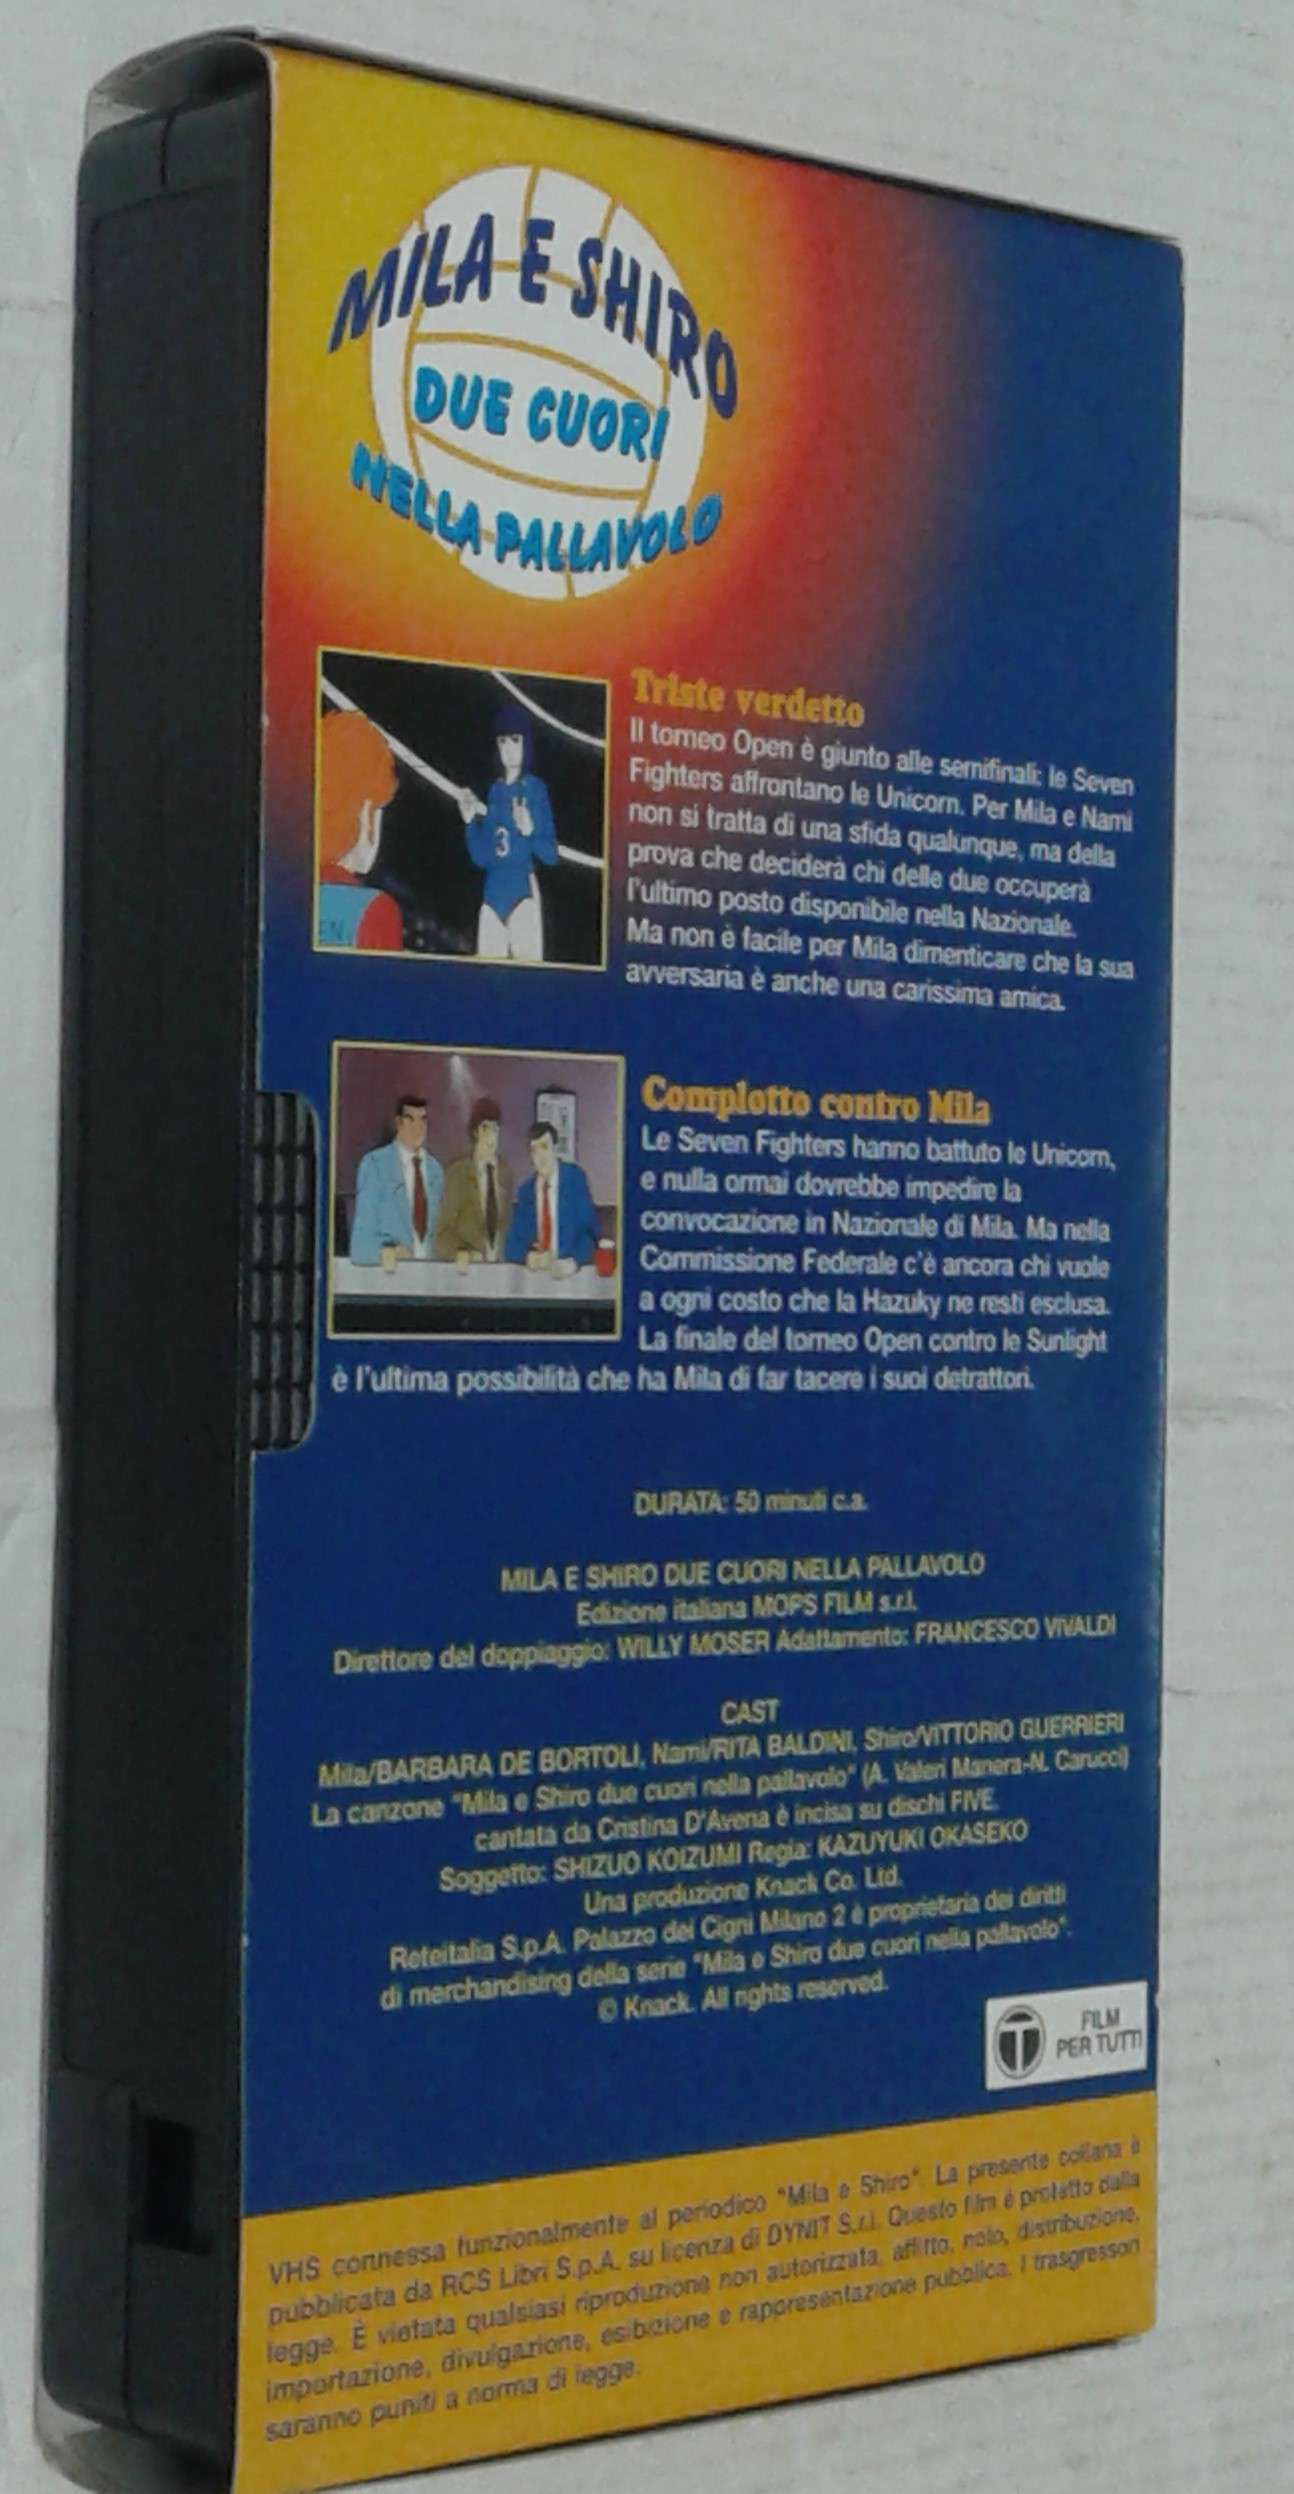 MILA E SHIRO
DUE CUORI
NELLA PALLAVOLO
3
Triste verdetto
Il torneo Open è giunto alle semifinali: le Seven
Fighters affrontano le Unicorn. Per Mila e Nami
non si tratta di una sfida qualunque, ma della
prova che deciderà chi delle due occuperà
l'ultimo posto disponibile nella Nazionale.
Ma non è facile per Mila dimenticare che la sua
avversaria è anche una carissima amica.
Complotto contro Mila
Le Seven Fighters hanno battuto le Unicorn,
e nulla ormai dovrebbe impedire la
convocazione in Nazionale di Mila. Ma nella
Commissione Federale c'è ancora chi vuole
a ogni costo che la Hazuky ne resti esclusa.
La finale del torneo Open contro le Sunlight
è l'ultima possibilità che ha Mila di far tacere i suoi detrattori.
DURATA: 50 minuti c.a.
MILA E SHIRO DUE CUORI NELLA PALLAVOLO
Edizione italiana MOPS FILM s.r.l.
Direttore del doppiaggio: WILLY MOSER Adattamento: FRANCESCO VIVALDI
CAST
Mila/BARBARA DE BORTOLI, Nami/RITA BALDINI, Shiro/VITTORIO GUERRIERI
La canzone "Mila e Shiro due cuori nella pallavolo" (A. Valeri Manera-N. Carucci)
cantata da Cristina D'Avena è incisa su dischi FIVE.
Soggetto: SHIZUO KOIZUMI Regia: KAZUYUKI OKASEKO
Una produzione Knack Co. Ltd.
Reteitalia S.p.A. Palazzo dei Cigni Milano 2 è proprietaria dei diritti
di merchandising della serie "Mila e Shiro due cuori nella pallavolo".
© Knack. All rights reserved.
T
FILM
PER TUTTI
VHS connessa funzionalmente al periodico "Mila e Shiro". La presente collana è
pubblicata da RCS Libri S.p.A. su licenza di DYNIT S.r.l. Questo film è protetto dalla
legge. È vietata qualsiasi riproduzione non autorizzata, affitto, nolo, distribuzione,
importazione, divulgazione, esibizione e rappresentazione pubblica. I trasgressori
saranno puniti a norma di legge.